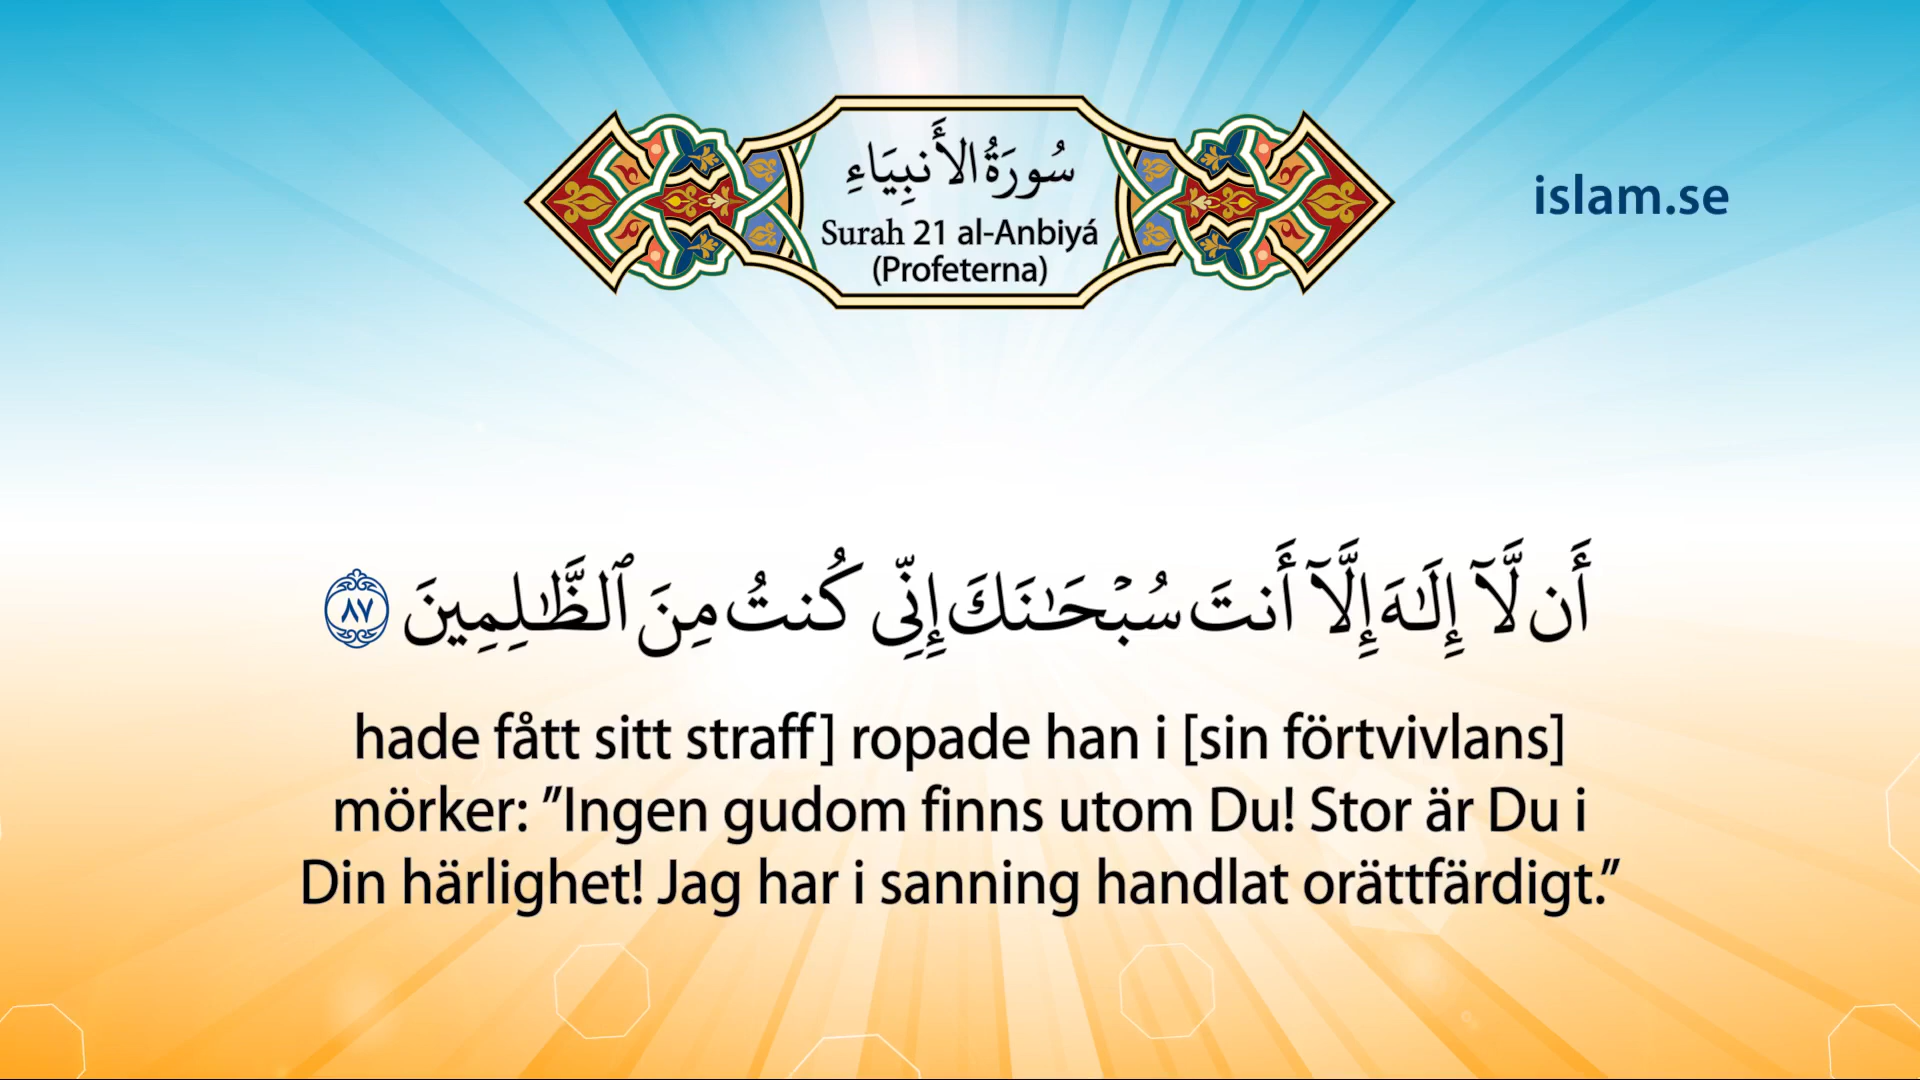 سُورَةُ الأَنبِيَاءِ
Surah 21 al-Anbiyá
(Profeterna)
islam.se
أَن لَّآ إِلَـٰهَ إِلَّآ أَنتَ سُبْحَـٰنَكَ إِنِّى كُنتُ مِنَ ٱلظَّـٰلِمِينَ ٨٧
hade fått sitt straff] ropade han i [sin förtvivlans]
mörker: ”Ingen gudom finns utom Du! Stor är Du i
Din härlighet! Jag har i sanning handlat orättfärdigt.”